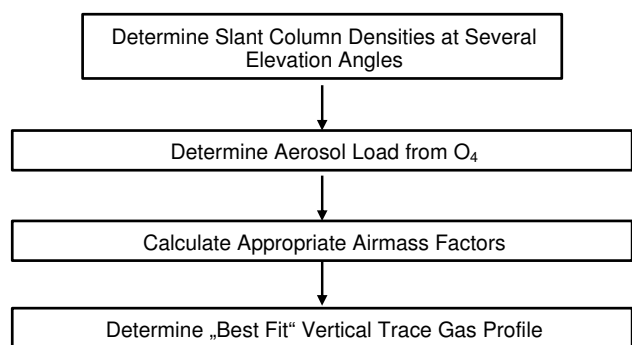 Determine Slant Column Densities at Several
Elevation Angles
Determine Aerosol Load from O₄
Calculate Appropriate Airmass Factors
Determine „Best Fit“ Vertical Trace Gas Profile